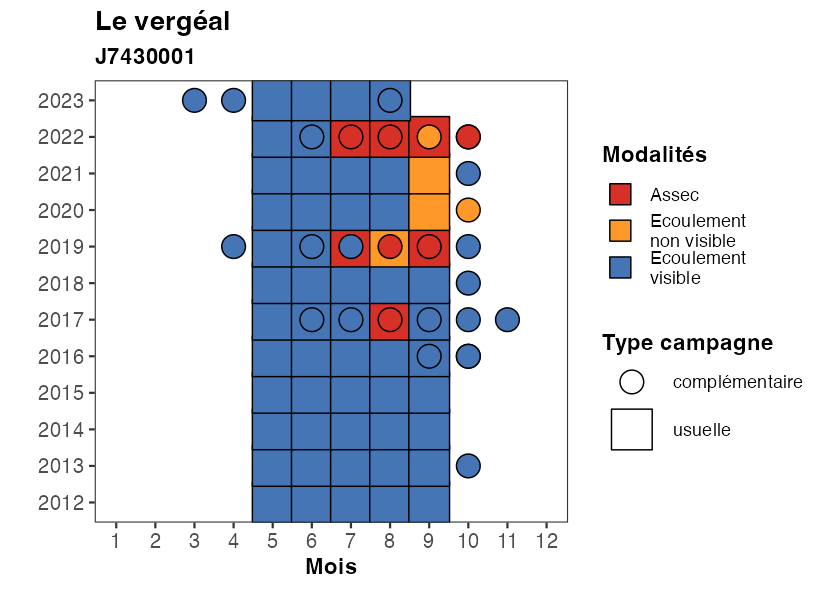 Le vergéal
J7430001
2023
2022
2021
2020
2019
2018
2017
2016
2015
2014
2013
2012
1 2 3 4 5 6 7 8 9 10 11 12
Mois
Modalités
Assec
Ecoulement
non visible
Ecoulement
visible
Type campagne
complémentaire
usuelle